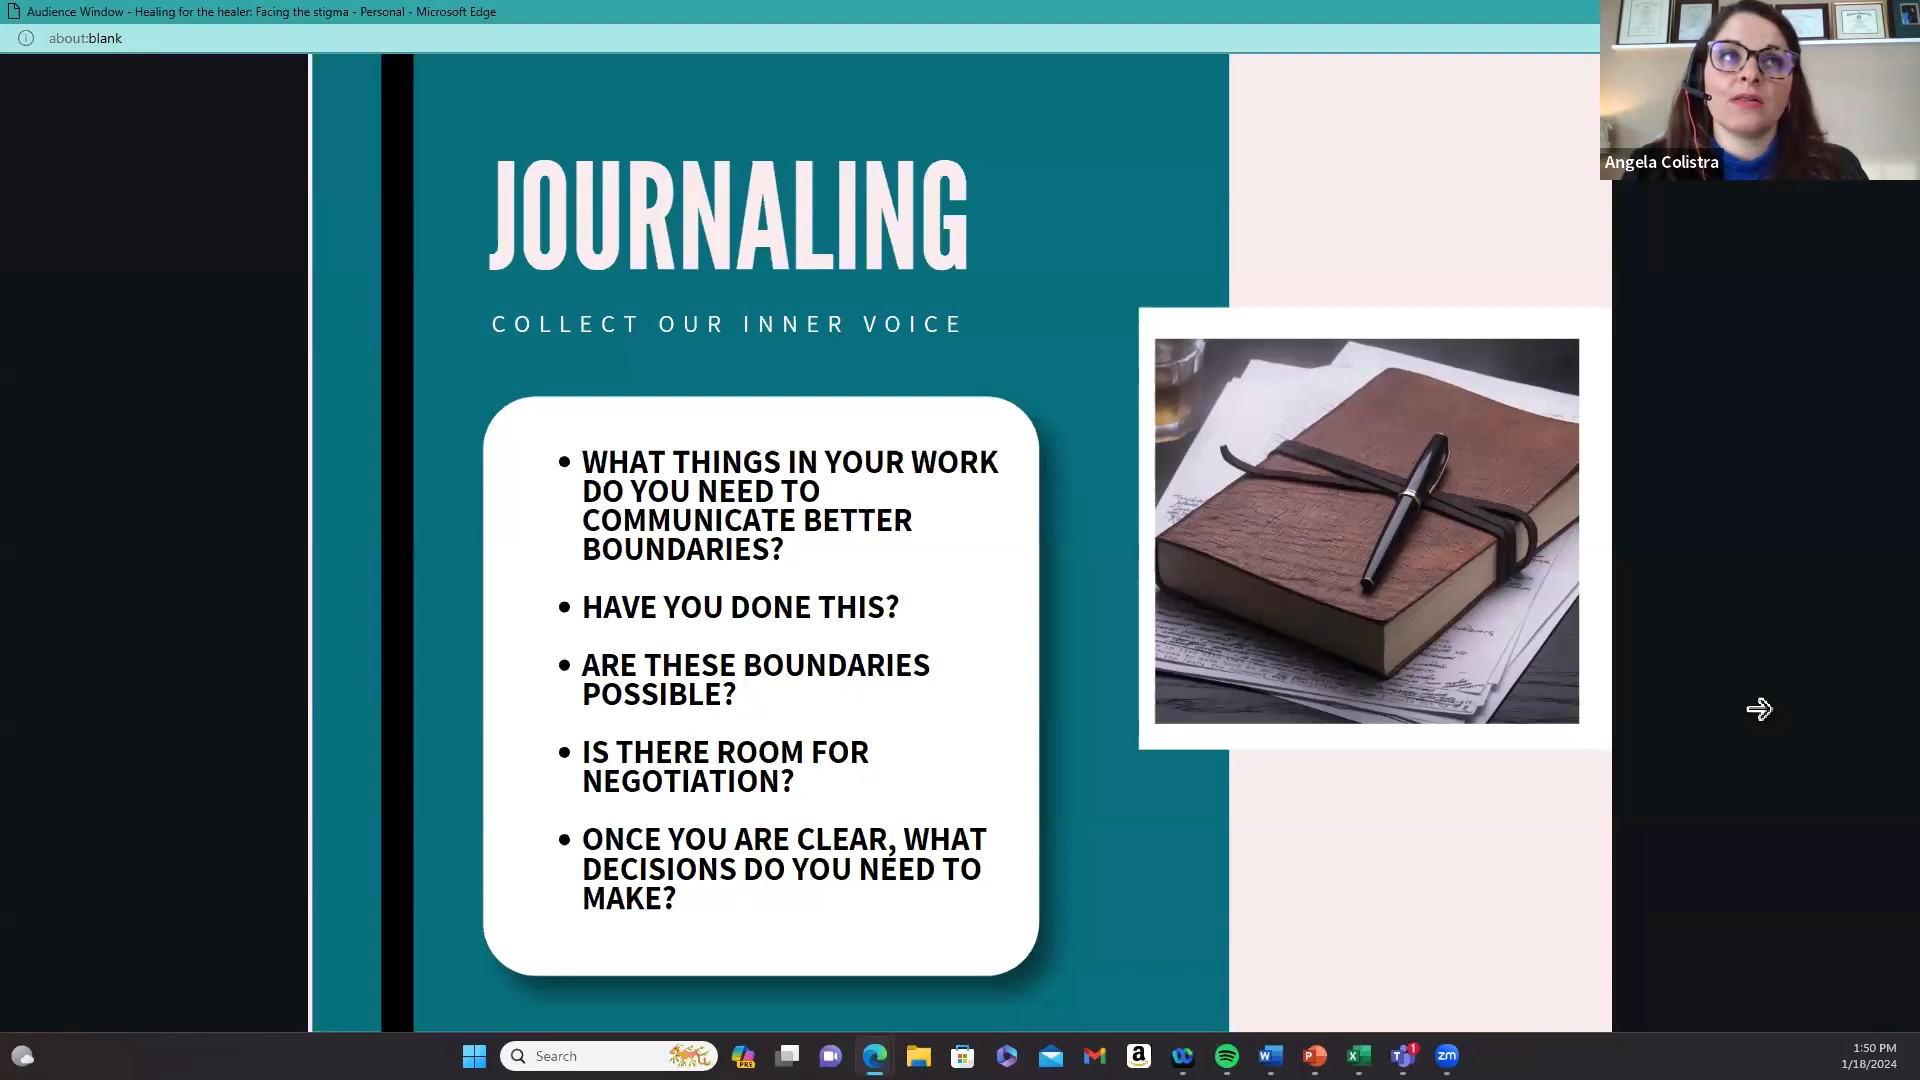 Audience Window - Healing for the healer: Facing the stigma - Personal - Microsoft Edge
about:blank
Angela Colistra
JOURNALING
COLLECT OUR INNER VOICE
• WHAT THINGS IN YOUR WORK
DO YOU NEED TO
COMMUNICATE BETTER
BOUNDARIES?
• HAVE YOU DONE THIS?
• ARE THESE BOUNDARIES
POSSIBLE?
• IS THERE ROOM FOR
NEGOTIATION?
• ONCE YOU ARE CLEAR, WHAT
DECISIONS DO YOU NEED TO
MAKE?
Search
PRE
a
W
P
X
T
1
zm
1:50 PM
1/18/2024